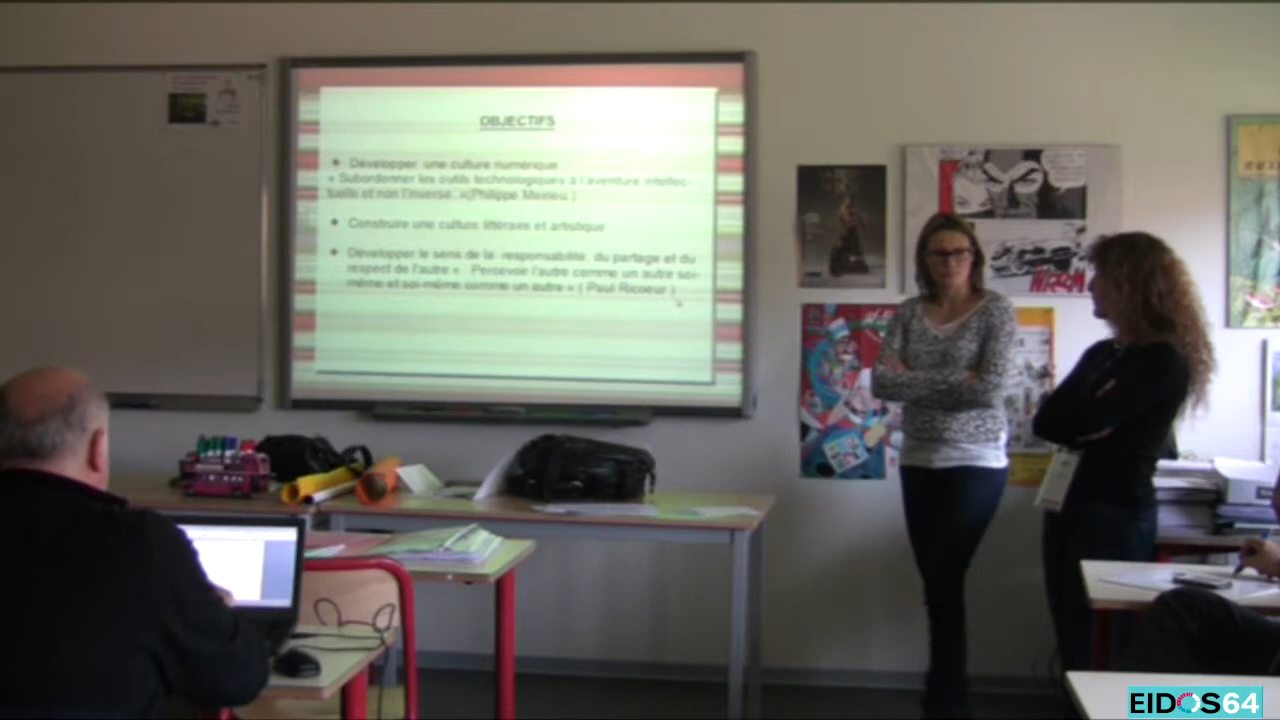 OBJECTIFS
Développer une culture numérique
« Subordonner les outils technologiques à l'aventure intellec-
tuelle et non l'inverse. »(Philippe Meirieu )
Construire une culture littéraire et artistique
Développer le sens de la responsabilité, du partage et du
respect de l'autre « Percevoir l'autre comme un autre soi-
même et soi-même comme un autre » ( Paul Ricoeur )
EIDOS64